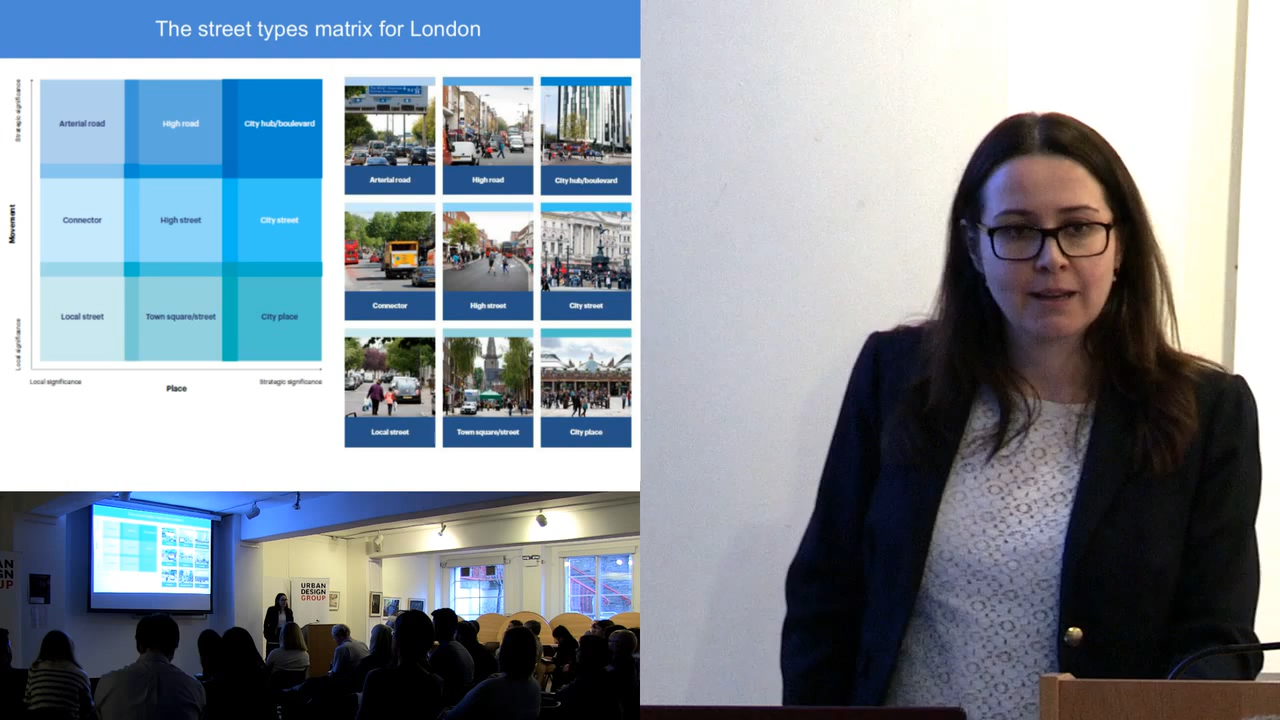 The street types matrix for London
Strategic significance
Movement
Local significance
Arterial road
High road
City hub/boulevard
Connector
High street
City street
Local street
Town square/street
City place
Local significance
Place
Strategic significance
Arterial road
High road
City hub/boulevard
Connector
High street
City street
Local street
Town square/street
City place
URBAN
DESIGN
GROUP
AN
GN
UP